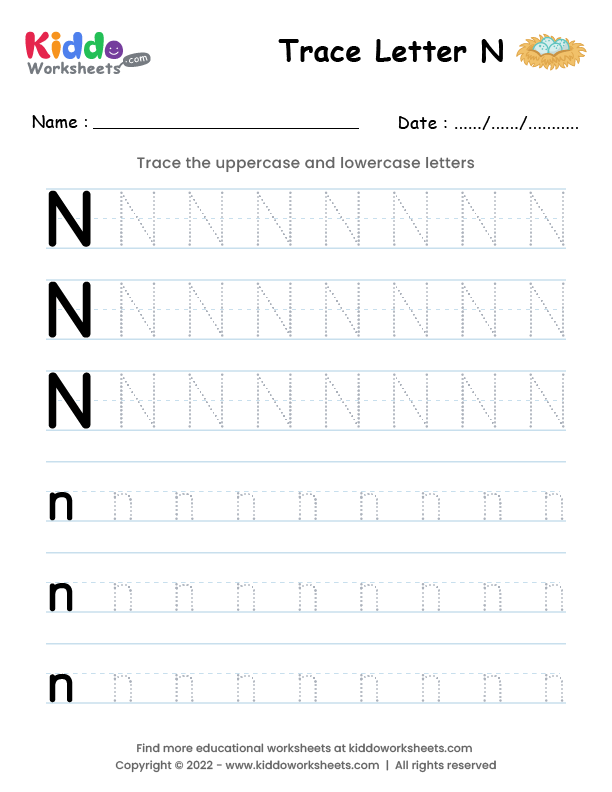 Kiddo
Worksheets .com
Trace Letter N
Name : ________________
Date : ....../....../...........
Trace the uppercase and lowercase letters
N N N N N N N N
N N N N N N N N
N N N N N N N N
n n n n n n n n n
n n n n n n n n n
n n n n n n n n n
Find more educational worksheets at kiddoworksheets.com
Copyright © 2022 - www.kiddoworksheets.com | All rights reserved